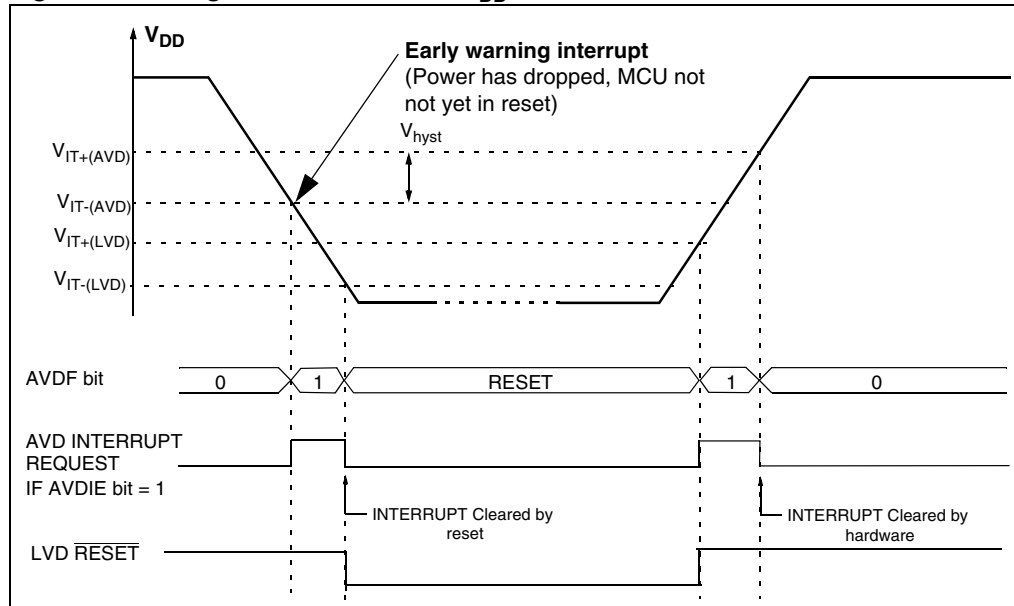 V_DD
Early warning interrupt
(Power has dropped, MCU not
not yet in reset)
V_hyst
V_IT+(AVD)
V_IT-(AVD)
V_IT+(LVD)
V_IT-(LVD)
AVDF bit
0
1
RESET
1
0
AVD INTERRUPT
REQUEST
IF AVDIE bit = 1
INTERRUPT Cleared by
reset
INTERRUPT Cleared by
hardware
LVD RESET